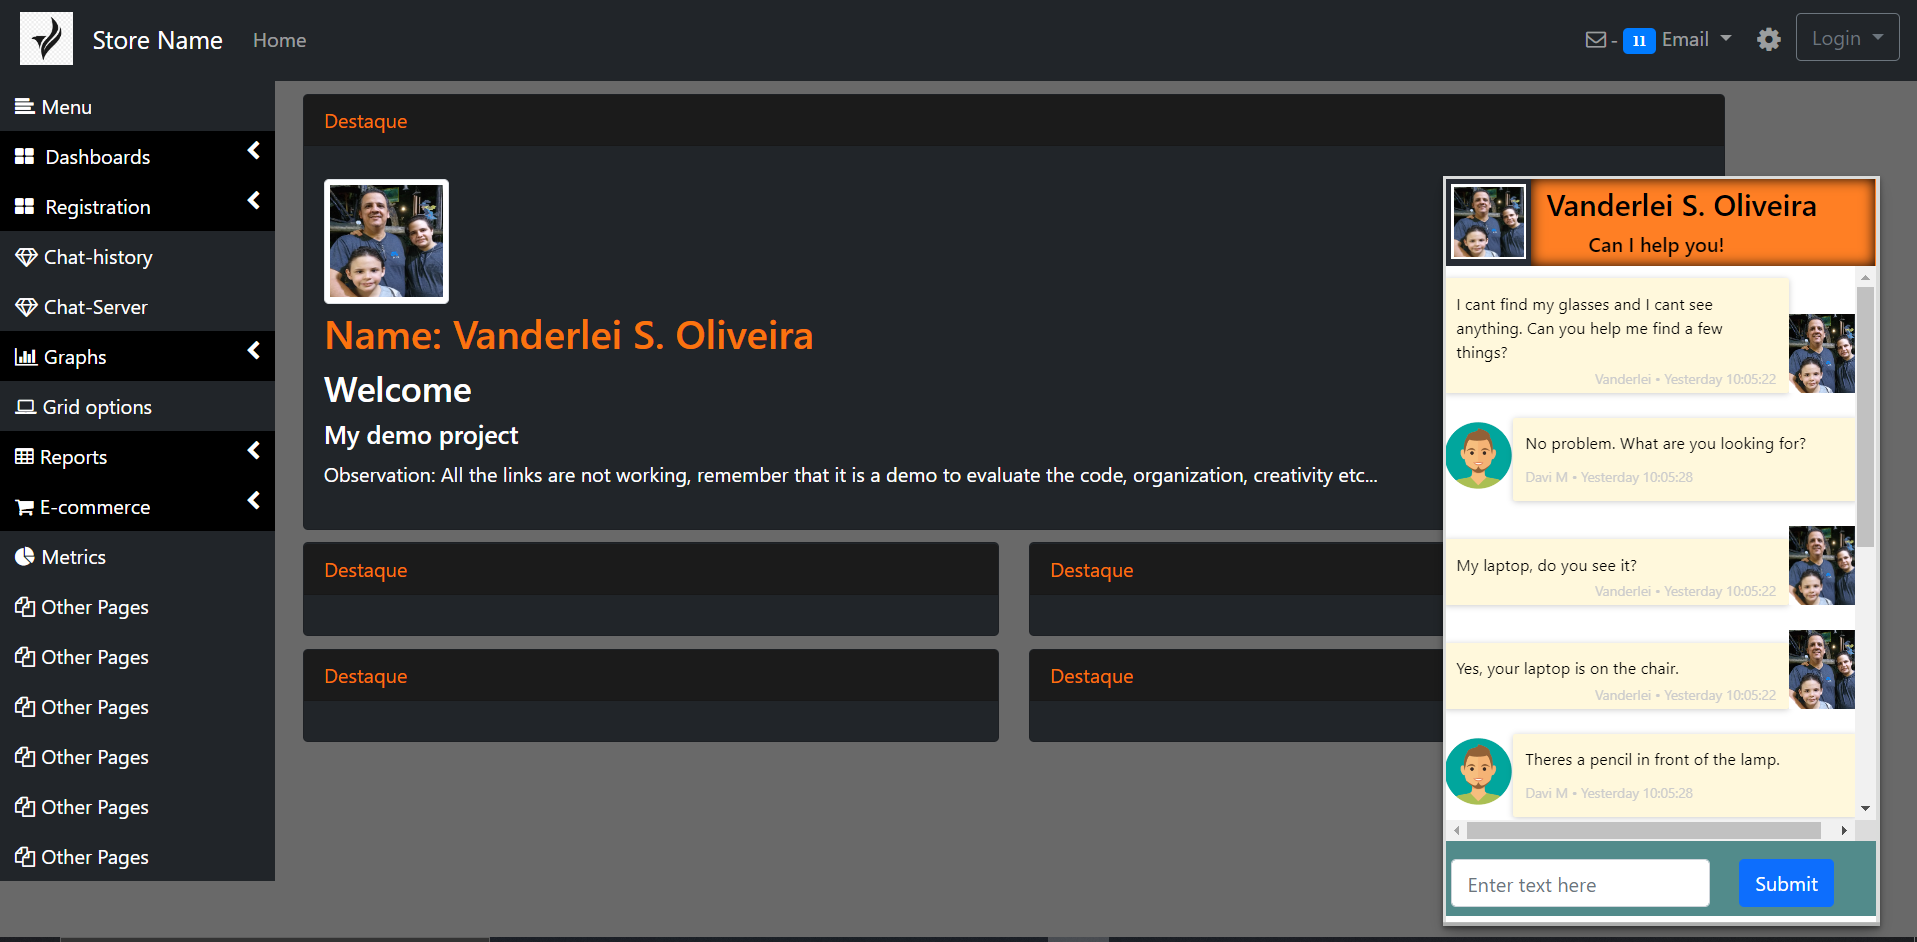 Store Name
Home
- 11 Email
Login
Menu
Dashboards
Registration
Chat-history
Chat-Server
Graphs
Grid options
Reports
E-commerce
Metrics
Other Pages
Other Pages
Other Pages
Other Pages
Other Pages
Other Pages
Destaque
Name: Vanderlei S. Oliveira
Welcome
My demo project
Observation: All the links are not working, remember that it is a demo to evaluate the code, organization, creativity etc...
Destaque
Destaque
Destaque
Destaque
Vanderlei S. Oliveira
Can I help you!
I cant find my glasses and I cant see
anything. Can you help me find a few
things?
Vanderlei • Yesterday 10:05:22
No problem. What are you looking for?
Davi M • Yesterday 10:05:28
My laptop, do you see it?
Vanderlei • Yesterday 10:05:22
Yes, your laptop is on the chair.
Vanderlei • Yesterday 10:05:22
Theres a pencil in front of the lamp.
Davi M • Yesterday 10:05:28
Enter text here
Submit